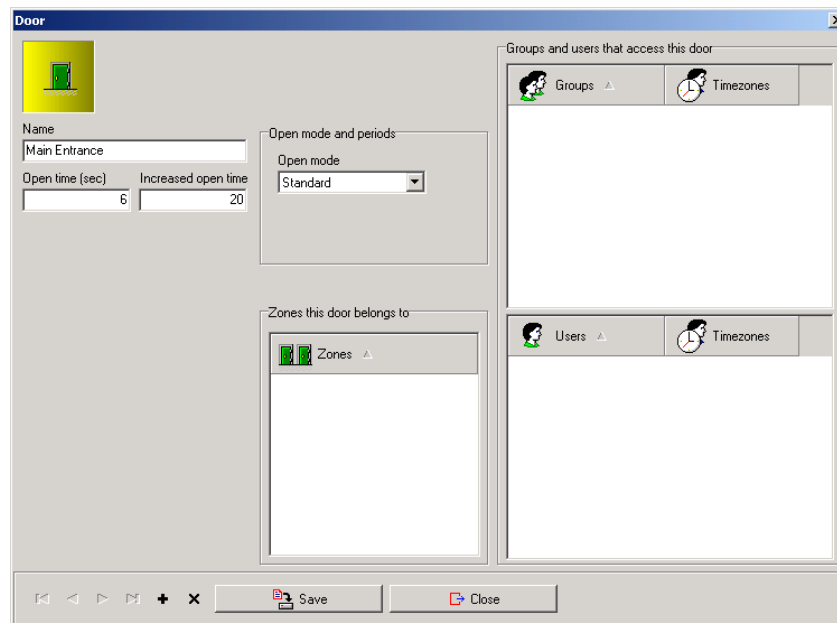 Door
Name
Main Entrance
Open time (sec)
Increased open time
6
20
Open mode and periods
Open mode
Standard
Zones this door belongs to
Zones
Groups and users that access this door
Groups
Timezones
Users
Timezones
Save
Close